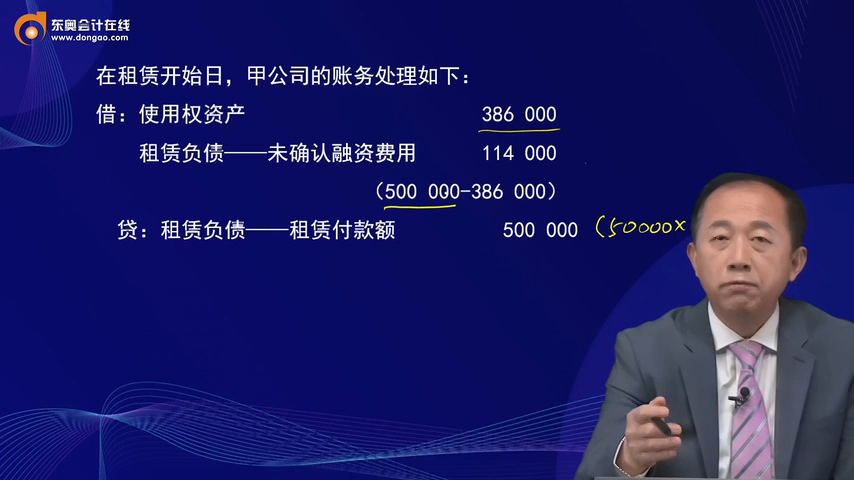 东奥会计在线
www.dongao.com
在租赁开始日，甲公司的账务处理如下：
借：使用权资产 386 000
租赁负债——未确认融资费用 114 000
（500 000-386 000）
贷：租赁负债——租赁付款额 500 000 (50000×